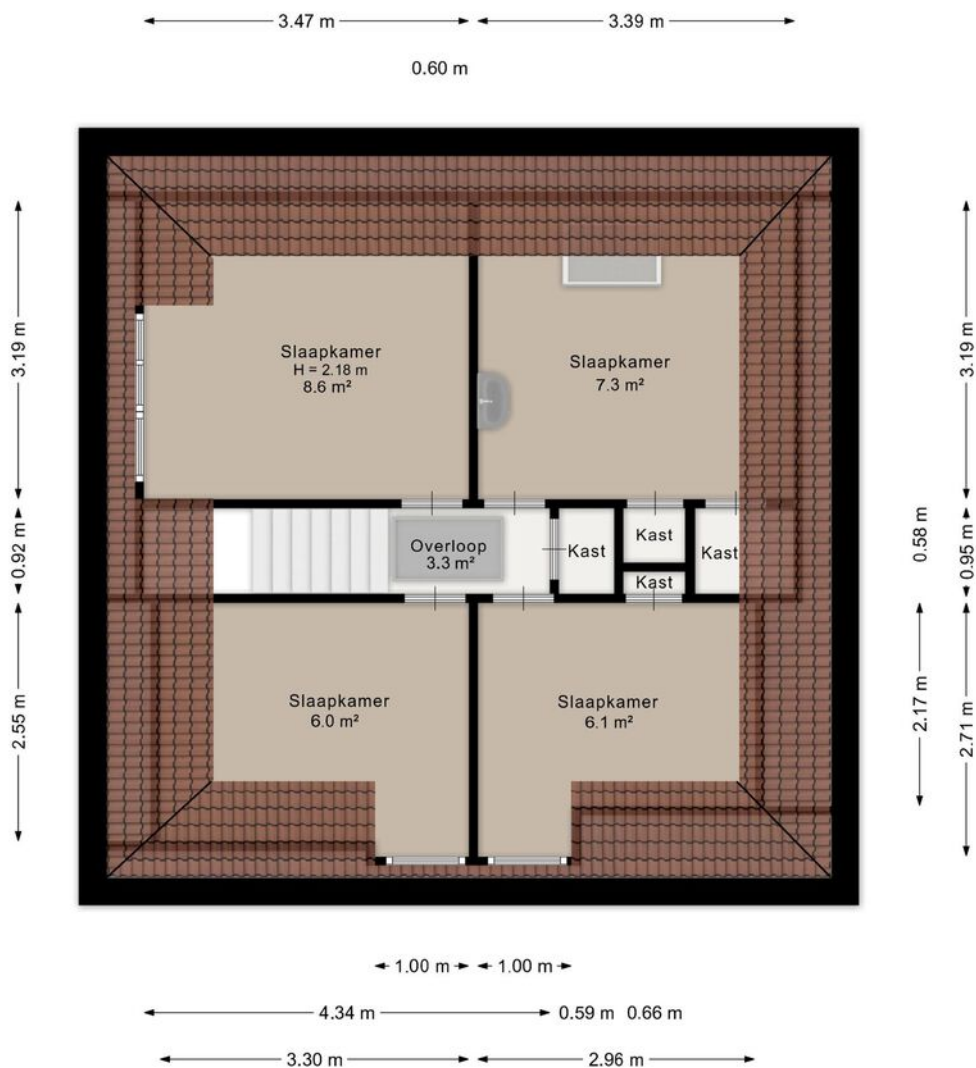 3.47 m
3.39 m
0.60 m
3.19 m
3.19 m
Slaapkamer
H = 2.18 m
8.6 m²
Slaapkamer
7.3 m²
0.92 m
Overloop
3.3 m²
Kast
Kast
Kast
Kast
0.58 m
0.95 m
2.55 m
Slaapkamer
6.0 m²
Slaapkamer
6.1 m²
2.17 m
2.71 m
1.00 m
1.00 m
4.34 m
0.59 m
0.66 m
3.30 m
2.96 m